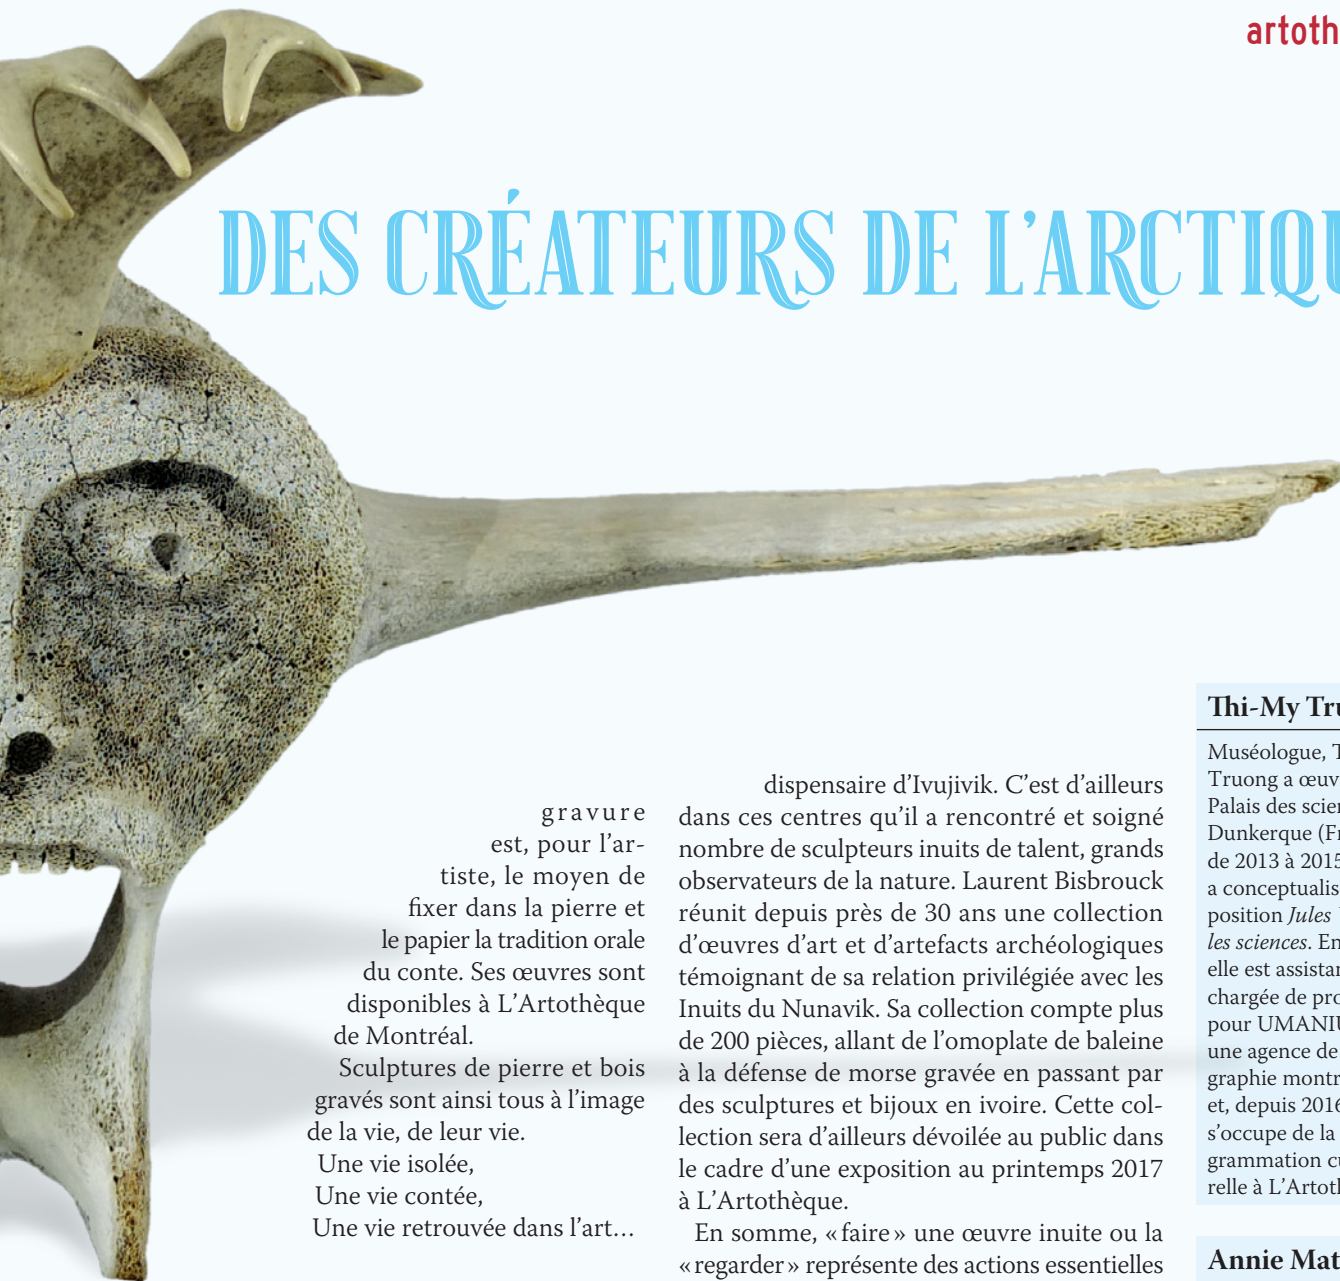 artoth
DES CRÉATEURS DE L'ARCTIQU
gravure
est, pour l'ar-
tiste, le moyen de
fixer dans la pierre et
le papier la tradition orale
du conte. Ses œuvres sont
disponibles à L'Artothèque
de Montréal.
Sculptures de pierre et bois
gravés sont ainsi tous à l'image
de la vie, de leur vie.
Une vie isolée,
Une vie contée,
Une vie retrouvée dans l'art…
dispensaire d'Ivujivik. C'est d'ailleurs
dans ces centres qu'il a rencontré et soigné
nombre de sculpteurs inuits de talent, grands
observateurs de la nature. Laurent Bisbrouck
réunit depuis près de 30 ans une collection
d'œuvres d'art et d'artefacts archéologiques
témoignant de sa relation privilégiée avec les
Inuits du Nunavik. Sa collection compte plus
de 200 pièces, allant de l'omoplate de baleine
à la défense de morse gravée en passant par
des sculptures et bijoux en ivoire. Cette col-
lection sera d'ailleurs dévoilée au public dans
le cadre d'une exposition au printemps 2017
à L'Artothèque.
En somme, « faire » une œuvre inuite ou la
« regarder » représente des actions essentielles
Thi-My Tru
Muséologue, T
Truong a œuv
Palais des scien
Dunkerque (Fr
de 2013 à 2015
a conceptualis
position Jules
les sciences. En
elle est assistan
chargée de pro
pour UMANIU
une agence de
graphie montr
et, depuis 2016
s'occupe de la
grammation cu
relle à L'Artoth
Annie Mat